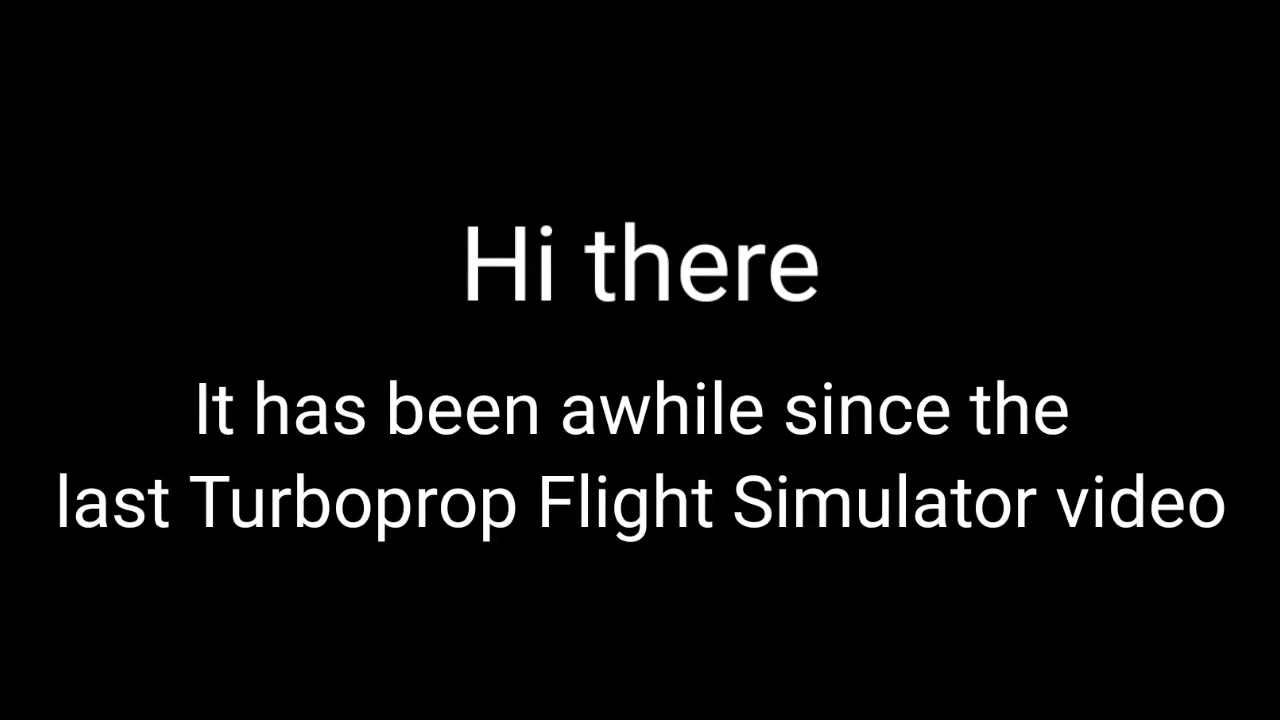 Hi there
It has been awhile since the
last Turboprop Flight Simulator video